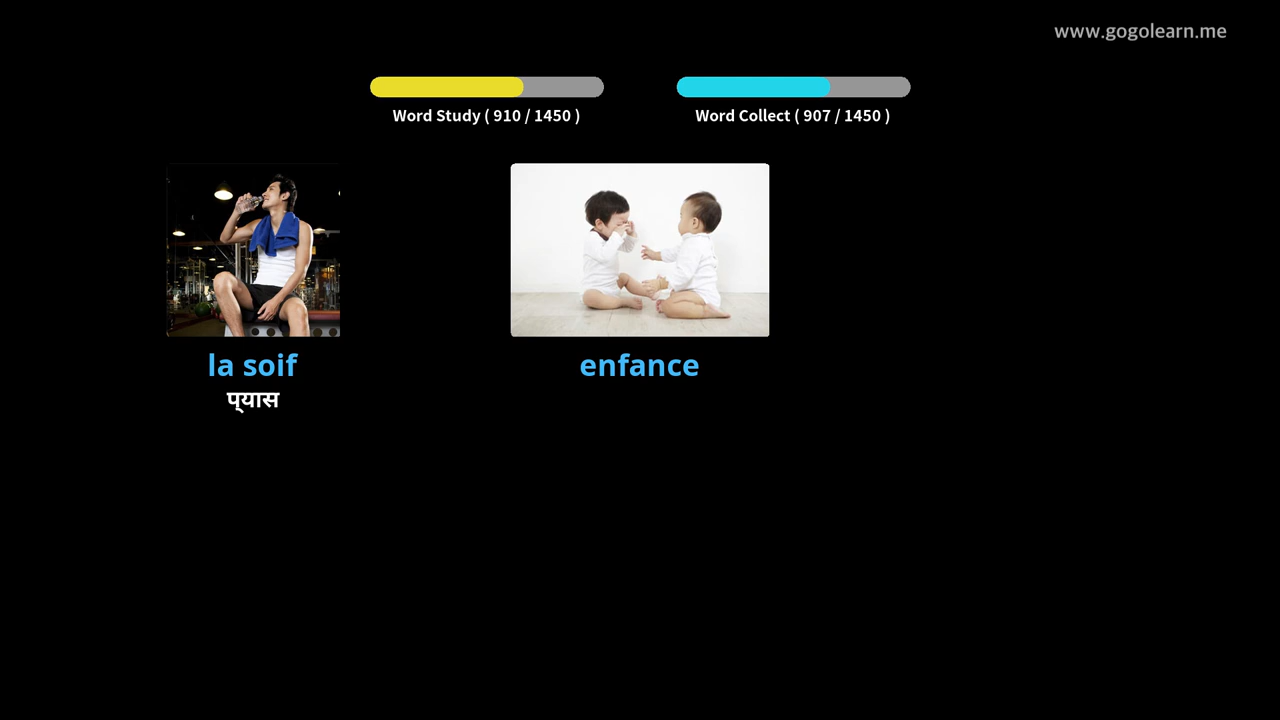 www.gogolearn.me
Word Study ( 910 / 1450 )
Word Collect ( 907 / 1450 )
la soif
प्यास
enfance